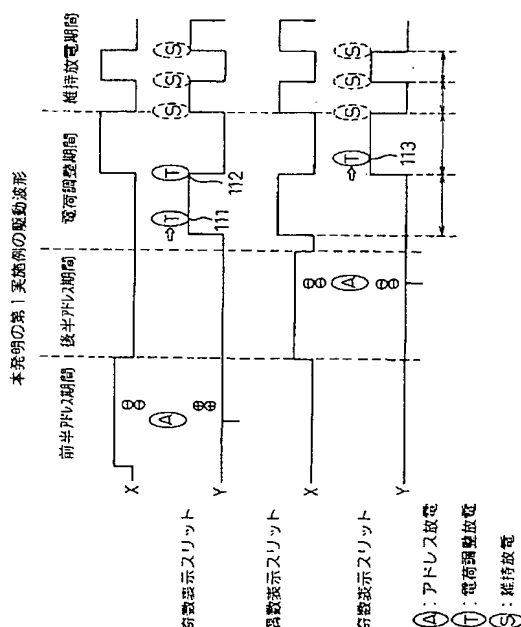 本発明の第1実施例の駆動波形
前半アドレス期間
後半アドレス期間
電荷調整期間
維持放電期間
X
A
⊖⊖
奇数表示スリット
⊕⊕
T
T
S
S
S
Y
111
112
偶数表示スリット
X
⊕⊕
A
⊖⊖
奇数表示スリット
T
S
S
S
Y
113
Ⓐ:アドレス放電
Ⓣ:電荷調整放電
Ⓢ:維持放電